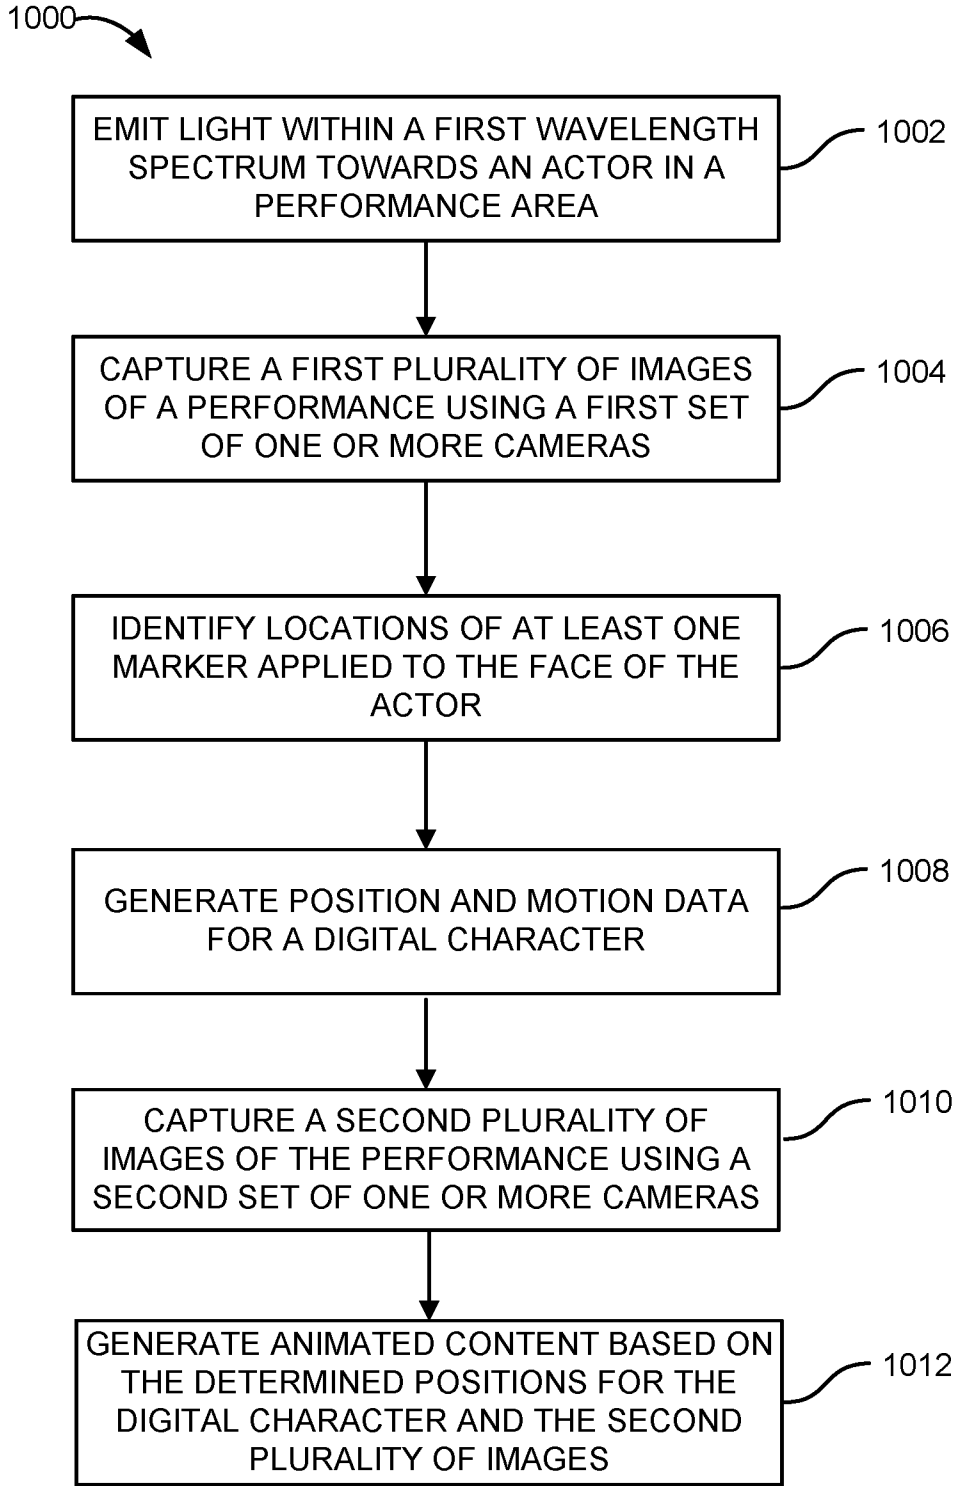 1000
EMIT LIGHT WITHIN A FIRST WAVELENGTH
SPECTRUM TOWARDS AN ACTOR IN A
PERFORMANCE AREA
1002
CAPTURE A FIRST PLURALITY OF IMAGES
OF A PERFORMANCE USING A FIRST SET
OF ONE OR MORE CAMERAS
1004
IDENTIFY LOCATIONS OF AT LEAST ONE
MARKER APPLIED TO THE FACE OF THE
ACTOR
1006
GENERATE POSITION AND MOTION DATA
FOR A DIGITAL CHARACTER
1008
CAPTURE A SECOND PLURALITY OF
IMAGES OF THE PERFORMANCE USING A
SECOND SET OF ONE OR MORE CAMERAS
1010
GENERATE ANIMATED CONTENT BASED ON
THE DETERMINED POSITIONS FOR THE
DIGITAL CHARACTER AND THE SECOND
PLURALITY OF IMAGES
1012